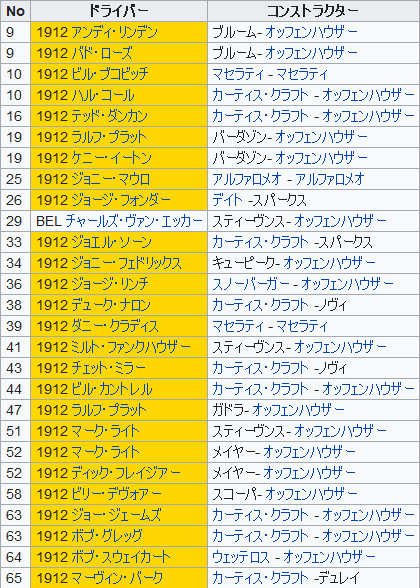 No ドライバー コンストラクター
9 1912 アンディ・リンデン ブルーム- オッフェンハウザー
9 1912 パド・ローズ ブルーム- オッフェンハウザー
10 1912 ビル・ブコビッチ マセラティ - マセラティ
10 1912 ハル・コール カーティス・クラフト - オッフェンハウザー
16 1912 テッド・ダンカン カーティス・クラフト - オッフェンハウザー
19 1912 ラルフ・プラット バーダゾン- オッフェンハウザー
19 1912 ケニー・イートン バーダゾン- オッフェンハウザー
25 1912 ジョニー・マウロ アルファロメオ - アルファロメオ
26 1912 ジョージ・フォンダー デイト -スパークス
29 BEL チャールズ・ヴァン・エッカー スティーヴンス- オッフェンハウザー
33 1912 ジョエル・ソーン カーティス・クラフト -スパークス
34 1912 ジョニー・フェドリックス キューピーク- オッフェンハウザー
36 1912 ジョージ・リンチ スノーバーガー - オッフェンハウザー
38 1912 デューク・ナロン カーティス・クラフト -ノヴィ
39 1912 ダニー・クラディス マセラティ - マセラティ
41 1912 ミルト・ファンクハウザー スティーヴンス- オッフェンハウザー
43 1912 チェット・ミラー カーティス・クラフト -ノヴィ
44 1912 ビル・カントレル カーティス・クラフト - オッフェンハウザー
47 1912 ラルフ・プラット ガドラ- オッフェンハウザー
51 1912 マーク・ライト スティーヴンス- オッフェンハウザー
52 1912 マーク・ライト メイヤー- オッフェンハウザー
52 1912 ディック・フレイジアー メイヤー- オッフェンハウザー
58 1912 ビリー・デヴォアー スコーパ- オッフェンハウザー
63 1912 ジョー・ジェームズ カーティス・クラフト - オッフェンハウザー
63 1912 ボブ・グレッグ カーティス・クラフト - オッフェンハウザー
64 1912 ボブ・スウェイカート ウェッテロス - オッフェンハウザー
65 1912 マーヴィン・バーク カーティス・クラフト -デュレイ